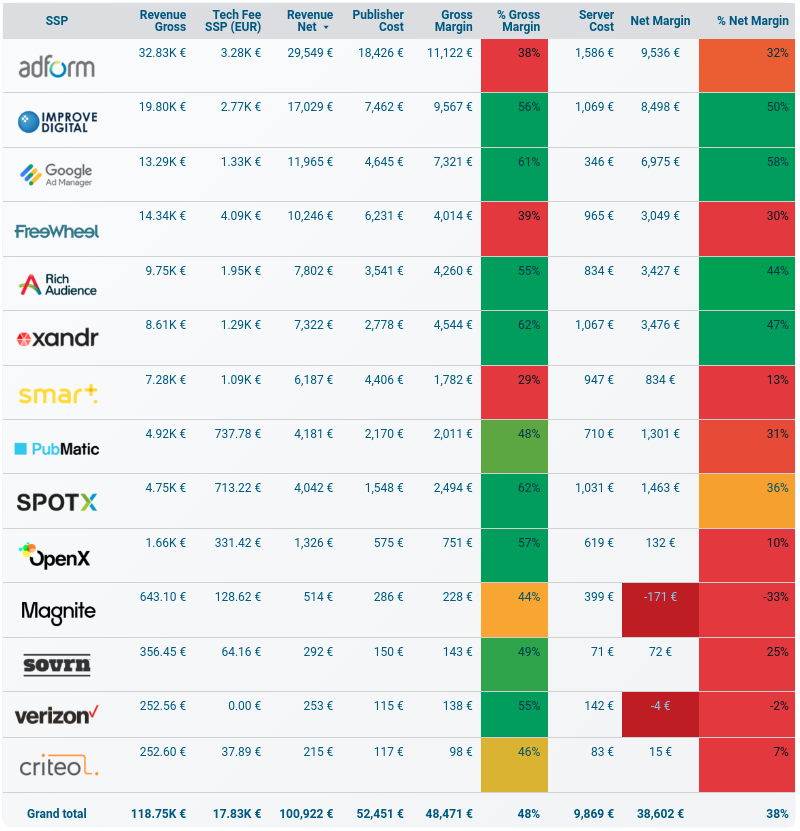 SSP Revenue Gross Tech Fee SSP (EUR) Revenue Net Publisher Cost Gross Margin % Gross Margin Server Cost Net Margin % Net Margin
adform 32.83K € 3.28K € 29,549 € 18,426 € 11,122 € 38% 1,586 € 9,536 € 32%
IMPROVE DIGITAL 19.80K € 2.77K € 17,029 € 7,462 € 9,567 € 56% 1,069 € 8,498 € 50%
Google Ad Manager 13.29K € 1.33K € 11,965 € 4,645 € 7,321 € 61% 346 € 6,975 € 58%
FreeWheel 14.34K € 4.09K € 10,246 € 6,231 € 4,014 € 39% 965 € 3,049 € 30%
Rich Audience 9.75K € 1.95K € 7,802 € 3,541 € 4,260 € 55% 834 € 3,427 € 44%
xandr 8.61K € 1.29K € 7,322 € 2,778 € 4,544 € 62% 1,067 € 3,476 € 47%
smart 7.28K € 1.09K € 6,187 € 4,406 € 1,782 € 29% 947 € 834 € 13%
PubMatic 4.92K € 737.78 € 4,181 € 2,170 € 2,011 € 48% 710 € 1,301 € 31%
SPOTX 4.75K € 713.22 € 4,042 € 1,548 € 2,494 € 62% 1,031 € 1,463 € 36%
OpenX 1.66K € 331.42 € 1,326 € 575 € 751 € 57% 619 € 132 € 10%
Magnite 643.10 € 128.62 € 514 € 286 € 228 € 44% 399 € -171 € -33%
sovrn 356.45 € 64.16 € 292 € 150 € 143 € 49% 71 € 72 € 25%
verizon 252.56 € 0.00 € 253 € 115 € 138 € 55% 142 € -4 € -2%
criteo 252.60 € 37.89 € 215 € 117 € 98 € 46% 83 € 15 € 7%
Grand total 118.75K € 17.83K € 100,922 € 52,451 € 48,471 € 48% 9,869 € 38,602 € 38%